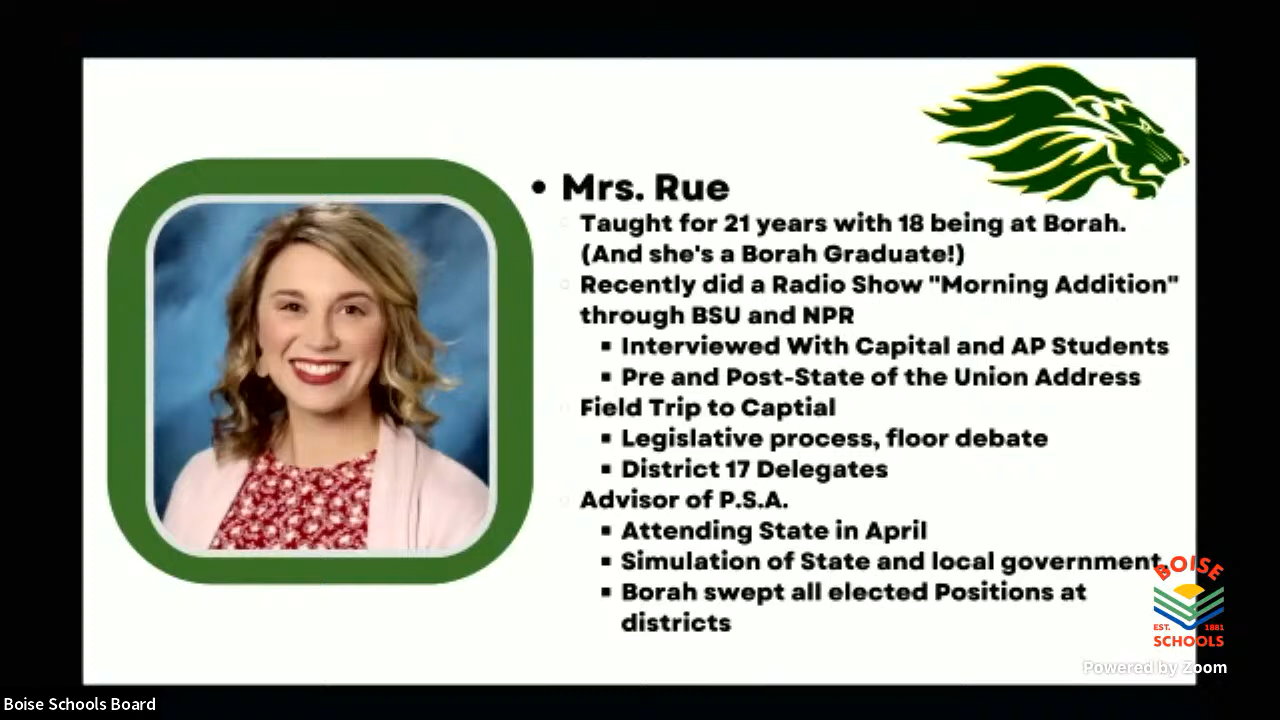 Mrs. Rue
Taught for 21 years with 18 being at Borah.
(And she's a Borah Graduate!)
Recently did a Radio Show "Morning Addition"
through BSU and NPR
Interviewed With Capital and AP Students
Pre and Post-State of the Union Address
Field Trip to Captial
Legislative process, floor debate
District 17 Delegates
Advisor of P.S.A.
Attending State in April
Simulation of State and local government.
Borah swept all elected Positions at
districts
BOISE
EST. 1881
SCHOOLS
Powered by Zoom
Boise Schools Board